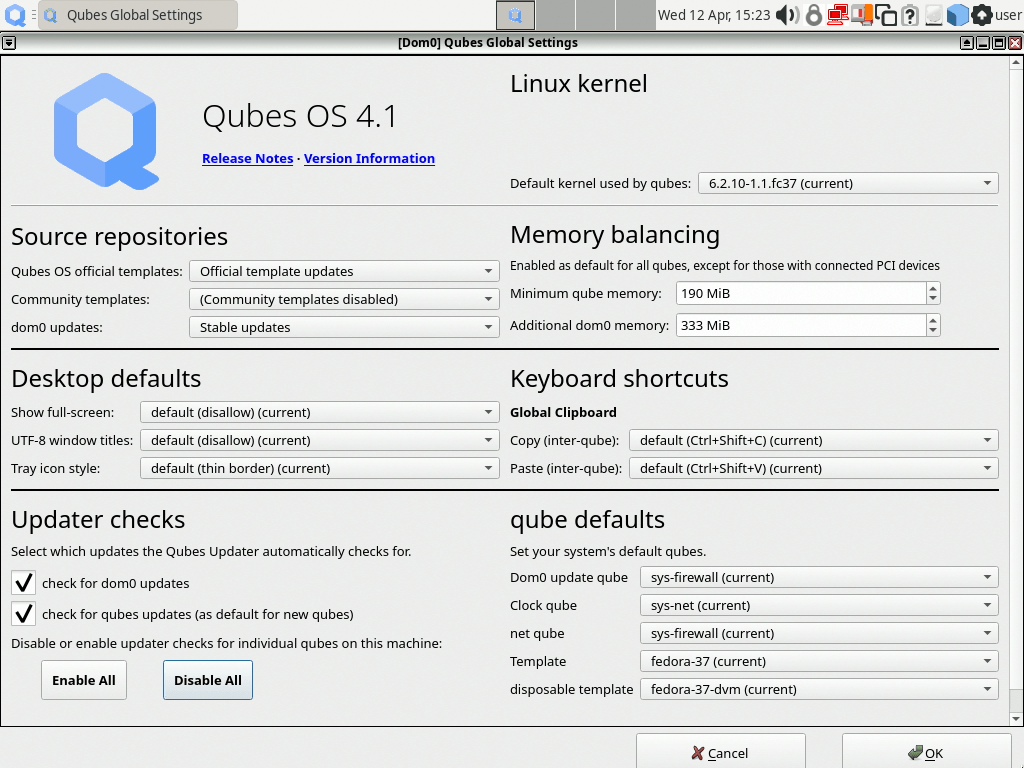 Qubes Global Settings
Wed 12 Apr, 15:23
user
[Dom0] Qubes Global Settings
Qubes OS 4.1
Release Notes · Version Information
Linux kernel
Default kernel used by qubes: 6.2.10-1.1.fc37 (current)
Source repositories
Qubes OS official templates: Official template updates
Community templates: (Community templates disabled)
dom0 updates: Stable updates
Memory balancing
Enabled as default for all qubes, except for those with connected PCI devices
Minimum qube memory: 190 MiB
Additional dom0 memory: 333 MiB
Desktop defaults
Show full-screen: default (disallow) (current)
UTF-8 window titles: default (disallow) (current)
Tray icon style: default (thin border) (current)
Keyboard shortcuts
Global Clipboard
Copy (inter-qube): default (Ctrl+Shift+C) (current)
Paste (inter-qube): default (Ctrl+Shift+V) (current)
Updater checks
Select which updates the Qubes Updater automatically checks for.
check for dom0 updates
check for qubes updates (as default for new qubes)
Disable or enable updater checks for individual qubes on this machine:
Enable All
Disable All
qube defaults
Set your system's default qubes.
Dom0 update qube sys-firewall (current)
Clock qube sys-net (current)
net qube sys-firewall (current)
Template fedora-37 (current)
disposable template fedora-37-dvm (current)
Cancel
OK